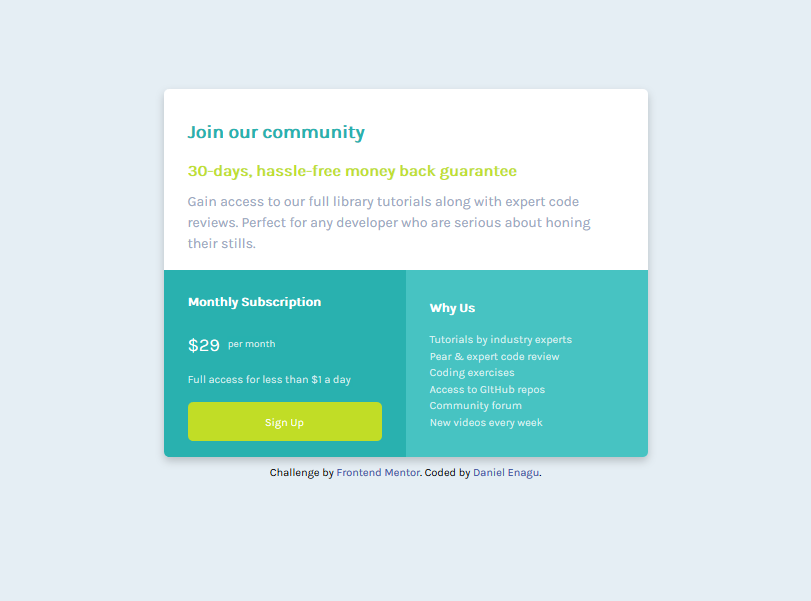 Join our community
30-days, hassle-free money back guarantee
Gain access to our full library tutorials along with expert code
reviews. Perfect for any developer who are serious about honing
their stills.
Monthly Subscription
$29 per month
Full access for less than $1 a day
Sign Up
Why Us
Tutorials by industry experts
Pear & expert code review
Coding exercises
Access to GItHub repos
Community forum
New videos every week
Challenge by Frontend Mentor. Coded by Daniel Enagu.